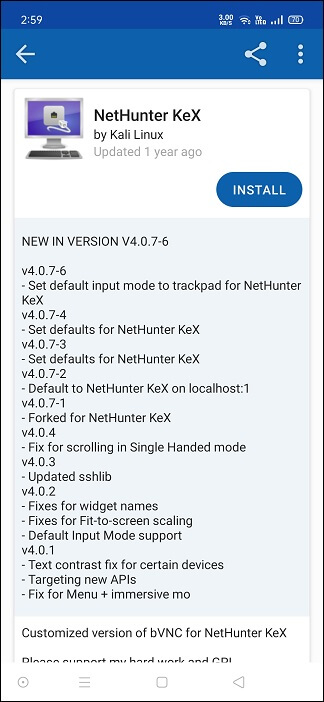 2:59
3.00
KB/S
Vo
LTE
70
NetHunter KeX
by Kali Linux
Updated 1 year ago
INSTALL
NEW IN VERSION V4.0.7-6
v4.0.7-6
- Set default input mode to trackpad for NetHunter
KeX
v4.0.7-4
- Set defaults for NetHunter KeX
v4.0.7-3
- Set defaults for NetHunter KeX
v4.0.7-2
- Default to NetHunter KeX on localhost:1
v4.0.7-1
- Forked for NetHunter KeX
v4.0.4
- Fix for scrolling in Single Handed mode
v4.0.3
- Updated sshlib
v4.0.2
- Fixes for widget names
- Fixes for Fit-to-screen scaling
- Default Input Mode support
v4.0.1
- Text contrast fix for certain devices
- Targeting new APIs
- Fix for Menu + immersive mo
Customized version of bVNC for NetHunter KeX
Please support my hard work and GPL